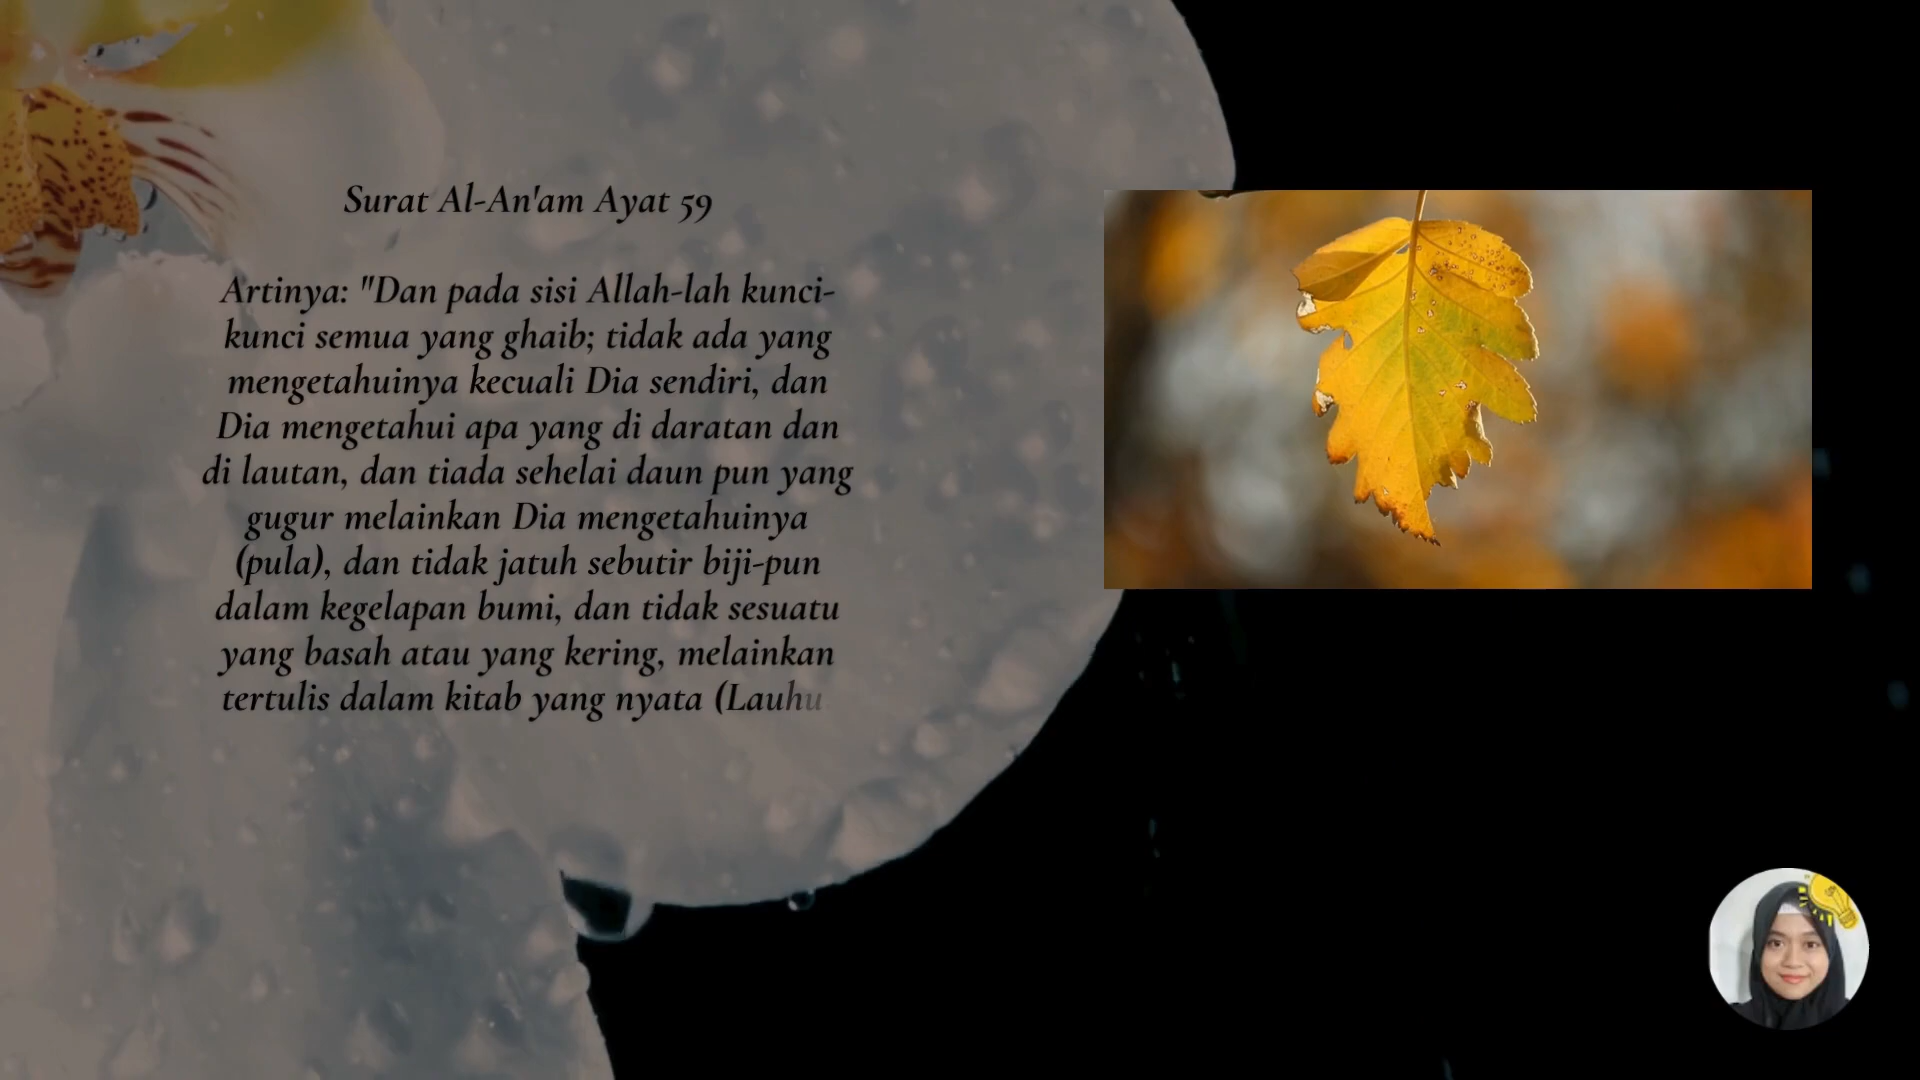 Surat Al-An'am Ayat 59
Artinya: "Dan pada sisi Allah-lah kunci-
kunci semua yang ghaib; tidak ada yang
mengetahuinya kecuali Dia sendiri, dan
Dia mengetahui apa yang di daratan dan
di lautan, dan tiada sehelai daun pun yang
gugur melainkan Dia mengetahuinya
(pula), dan tidak jatuh sebutir biji-pun
dalam kegelapan bumi, dan tidak sesuatu
yang basah atau yang kering, melainkan
tertulis dalam kitab yang nyata (Lauhu